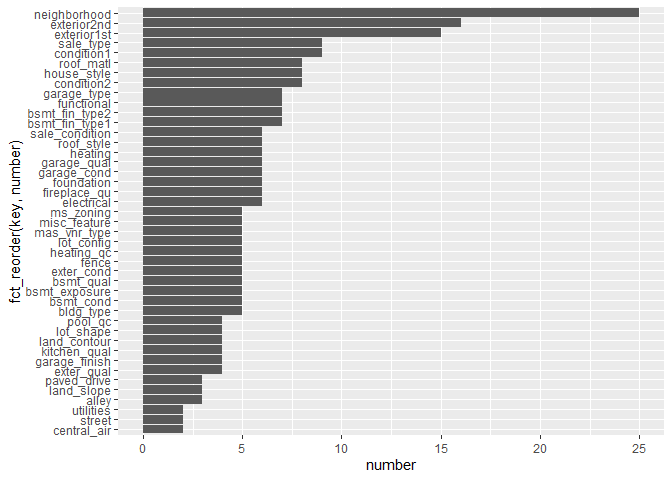 neighborhood
exterior2nd
exterior1st
sale_type
condition1
roof_matl
house_style
condition2
garage_type
functional
bsmt_fin_type2
bsmt_fin_type1
sale_condition
roof_style
heating
garage_qual
garage_cond
foundation
fireplace_qu
electrical
ms_zoning
misc_feature
mas_vnr_type
lot_config
heating_qc
fence
exter_cond
bsmt_qual
bsmt_exposure
bsmt_cond
bldg_type
pool_qc
lot_shape
land_contour
kitchen_qual
garage_finish
exter_qual
paved_drive
land_slope
alley
utilities
street
central_air
fct_reorder(key, number)
0 5 10 15 20 25
number